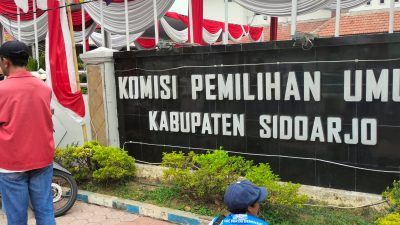 KOMISI PEMILIHAN UMU
KABUPATEN SIDOARJO